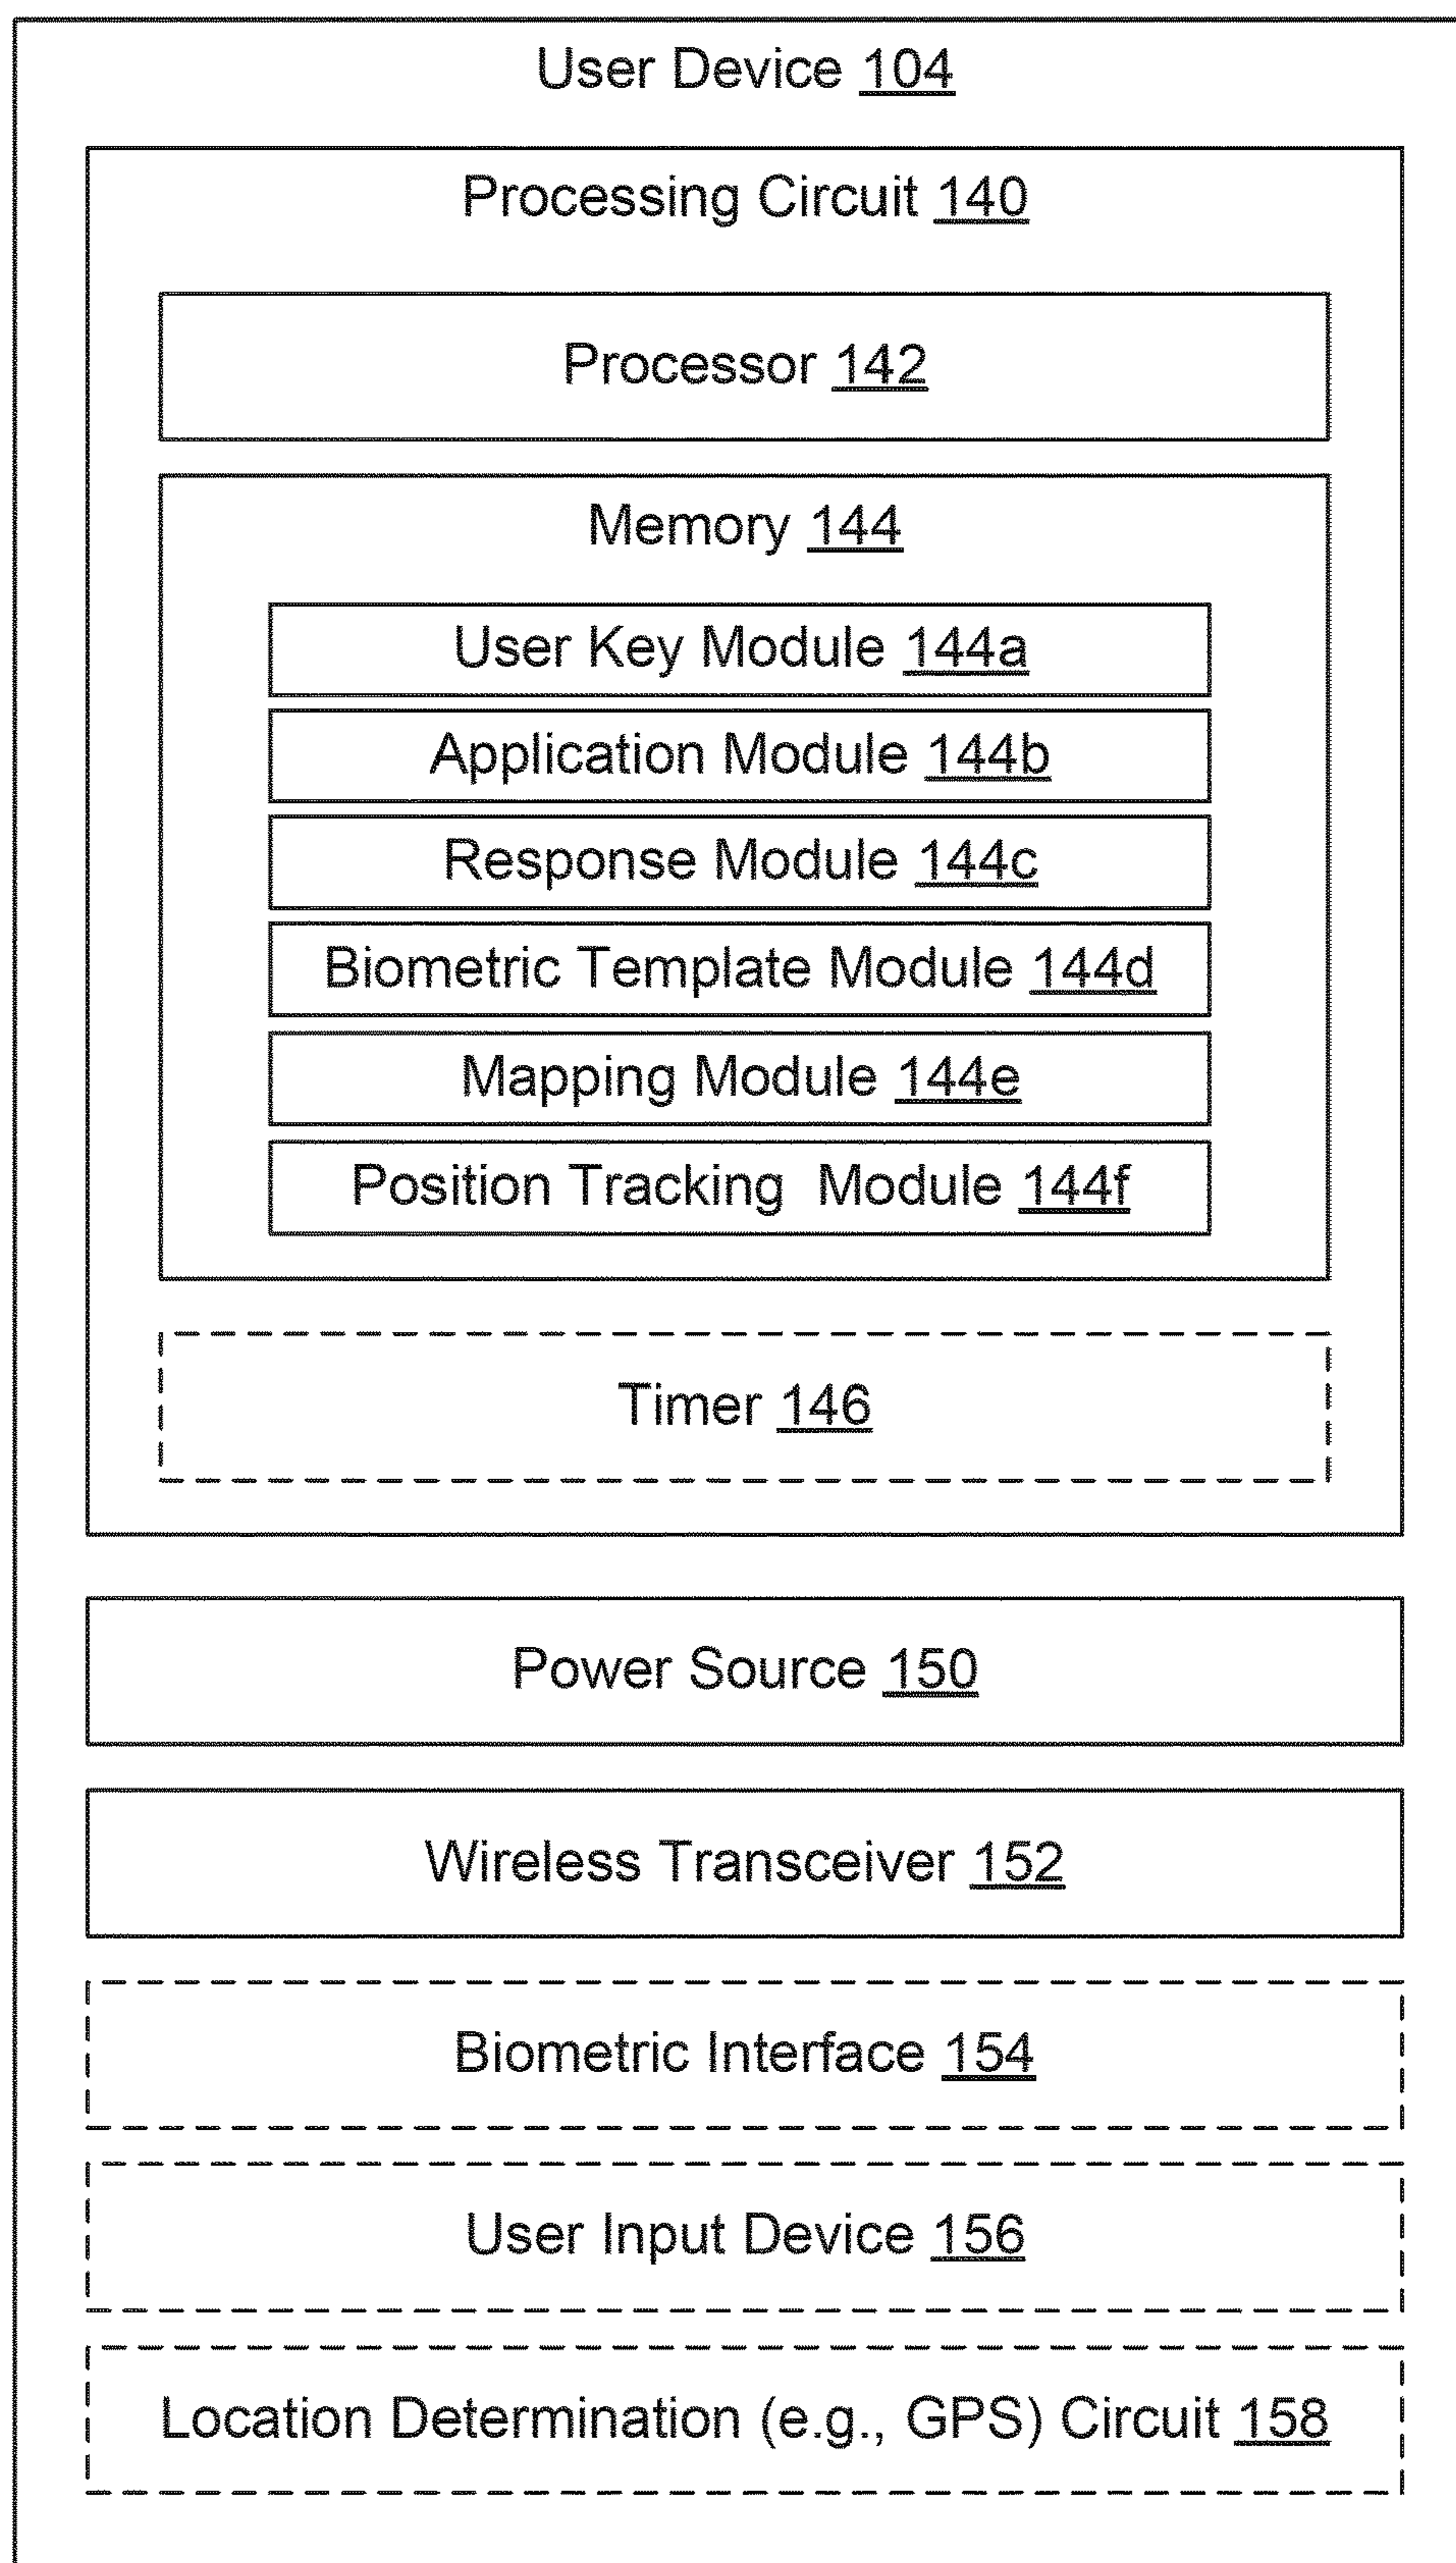 User Device 104
Processing Circuit 140
Processor 142
Memory 144
User Key Module 144a
Application Module 144b
Response Module 144c
Biometric Template Module 144d
Mapping Module 144e
Position Tracking Module 144f
Timer 146
Power Source 150
Wireless Transceiver 152
Biometric Interface 154
User Input Device 156
Location Determination (e.g., GPS) Circuit 158